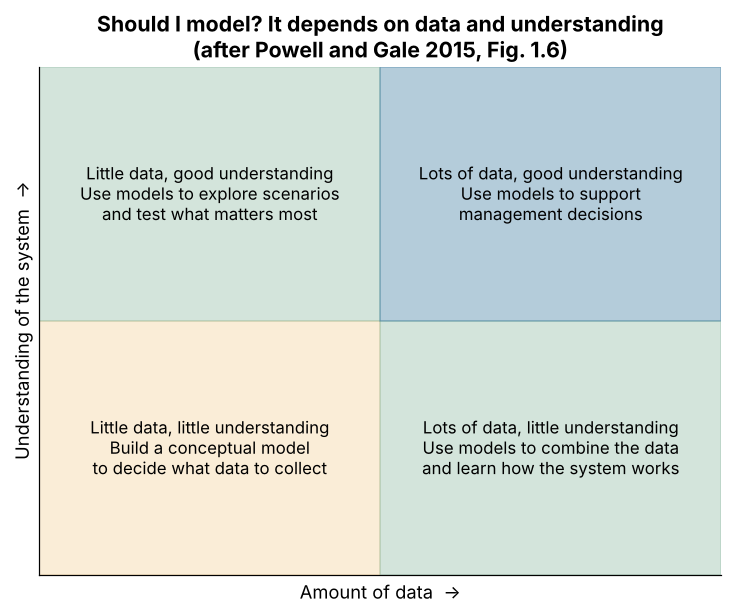 Should I model? It depends on data and understanding
(after Powell and Gale 2015, Fig. 1.6)
Understanding of the system →
Little data, good understanding
Use models to explore scenarios
and test what matters most
Lots of data, good understanding
Use models to support
management decisions
Little data, little understanding
Build a conceptual model
to decide what data to collect
Lots of data, little understanding
Use models to combine the data
and learn how the system works
Amount of data →